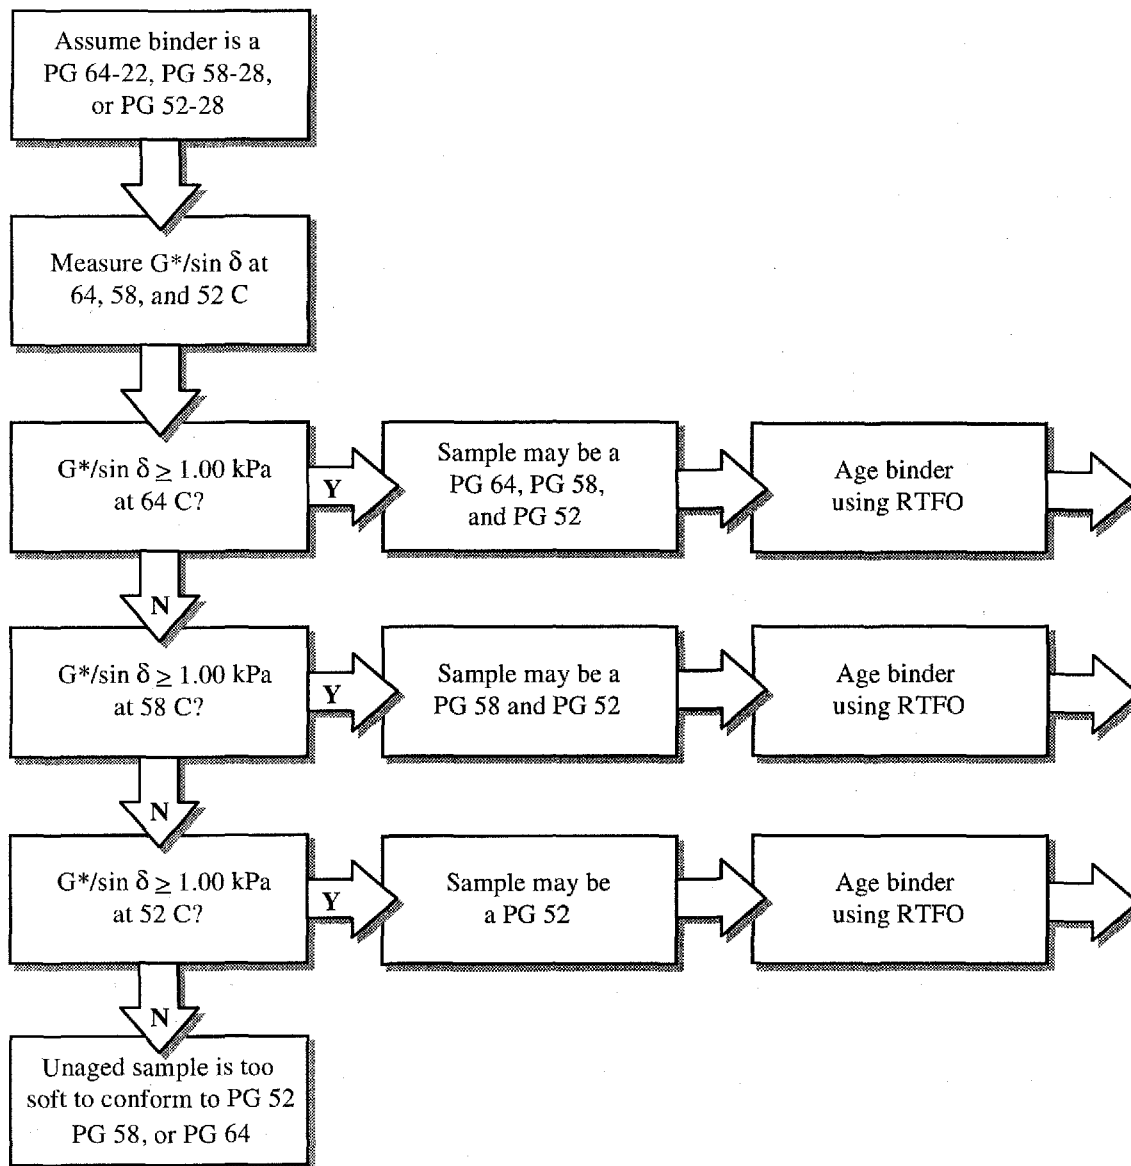 Assume binder is a
PG 64-22, PG 58-28,
or PG 52-28
Measure G*/sin δ at
64, 58, and 52 C
G*/sin δ ≥ 1.00 kPa
at 64 C?
Y
Sample may be a
PG 64, PG 58,
and PG 52
Age binder
using RTFO
N
G*/sin δ ≥ 1.00 kPa
at 58 C?
Y
Sample may be a
PG 58 and PG 52
Age binder
using RTFO
N
G*/sin δ ≥ 1.00 kPa
at 52 C?
Y
Sample may be
a PG 52
Age binder
using RTFO
N
Unaged sample is too
soft to conform to PG 52
PG 58, or PG 64